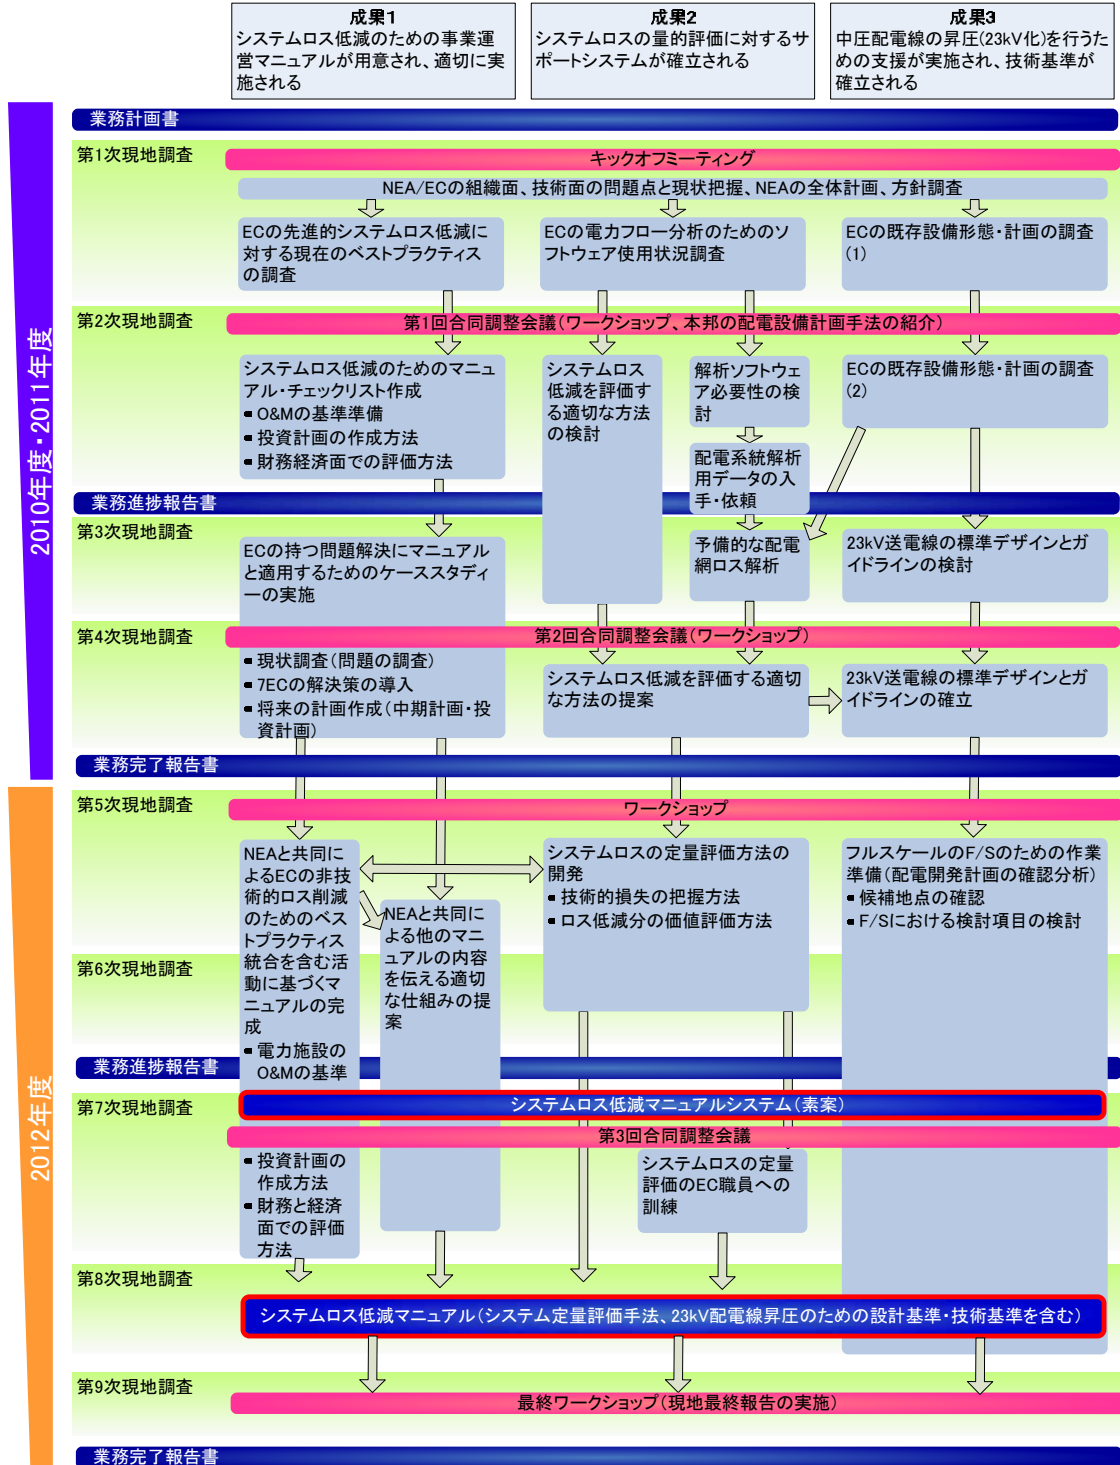 成果1
システムロス低減のための事業運
営マニュアルが用意され、適切に実
施される
成果2
システムロスの量的評価に対するサ
ポートシステムが確立される
成果3
中圧配電線の昇圧(23kV化)を行うた
めの支援が実施され、技術基準が
確立される
2010年度・2011年度
業務計画書
第1次現地調査
キックオフミーティング
NEA/ECの組織面、技術面の問題点と現状把握、NEAの全体計画、方針調査
ECの先進的システムロス低減に
対する現在のベストプラクティス
の調査
ECの電力フロー分析のためのソ
フトウェア使用状況調査
ECの既存設備形態・計画の調査
(1)
第2次現地調査
第1回合同調整会議(ワークショップ、本邦の配電設備計画手法の紹介)
システムロス低減のためのマニュ
アル・チェックリスト作成
▪ O&Mの基準準備
▪ 投資計画の作成方法
▪ 財務経済面での評価方法
システムロス
低減を評価す
る適切な方法
の検討
解析ソフトウェ
ア必要性の検
討
配電系統解析
用データの入
手・依頼
ECの既存設備形態・計画の調査
(2)
業務進捗報告書
第3次現地調査
ECの持つ問題解決にマニュアル
と適用するためのケーススタディ
ーの実施
予備的な配電
網ロス解析
23kV送電線の標準デザインとガ
イドラインの検討
第4次現地調査
第2回合同調整会議(ワークショップ)
▪ 現状調査(問題の調査)
▪ 7ECの解決策の導入
▪ 将来の計画作成(中期計画・投
資計画)
システムロス低減を評価する適切
な方法の提案
23kV送電線の標準デザインとガ
イドラインの確立
業務完了報告書
2012年度
第5次現地調査
ワークショップ
NEAと共同に
よるECの非技
術的ロス削減
のためのベス
トプラクティス
統合を含む活
動に基づくマ
ニュアルの完
成
▪ 電力施設の
O&Mの基準
NEAと共同に
よる他のマニ
ュアルの内容
を伝える適切
な仕組みの提
案
システムロスの定量評価方法の
開発
▪ 技術的損失の把握方法
▪ ロス低減分の価値評価方法
フルスケールのF/Sのための作業
準備(配電開発計画の確認分析)
▪ 候補地点の確認
▪ F/Sにおける検討項目の検討
第6次現地調査
業務進捗報告書
第7次現地調査
システムロス低減マニュアルシステム(素案)
第3回合同調整会議
▪ 投資計画の
作成方法
▪ 財務と経済
面での評価
方法
システムロスの定量
評価のEC職員への
訓練
第8次現地調査
システムロス低減マニュアル(システム定量評価手法、23kV配電線昇圧のための設計基準・技術基準を含む)
第9次現地調査
最終ワークショップ(現地最終報告の実施)
業務完了報告書